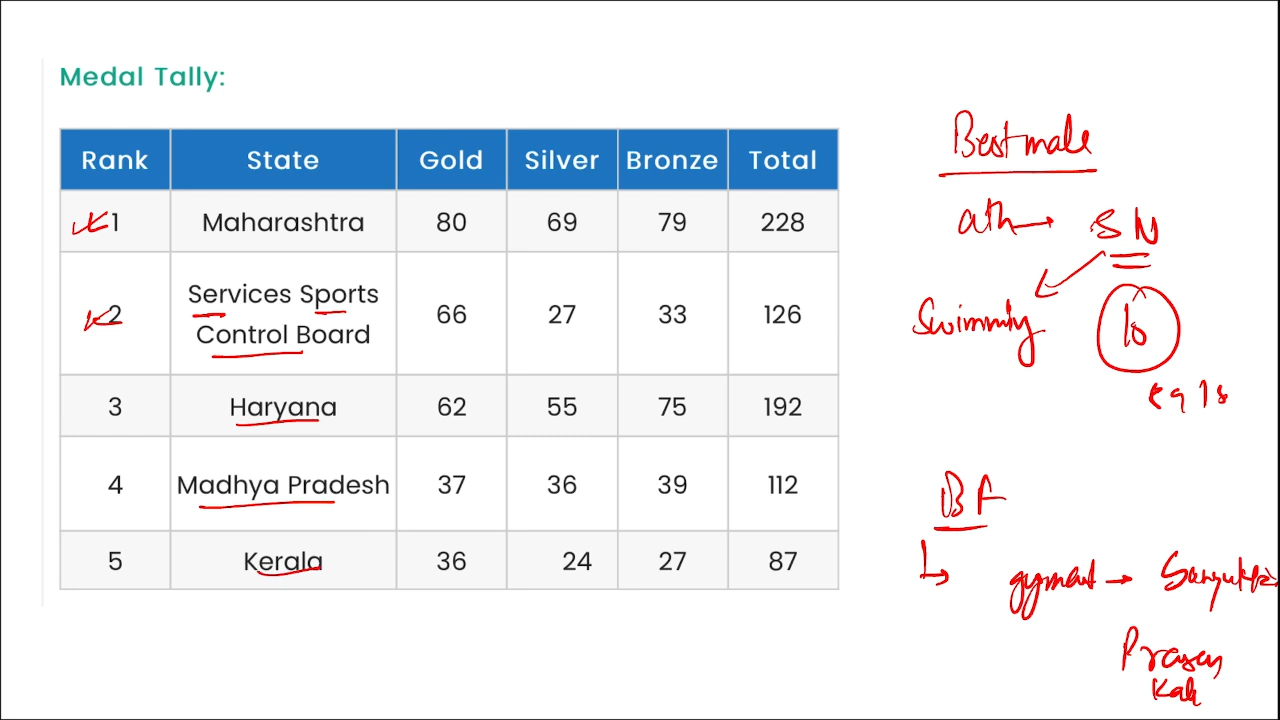 Medal Tally:
Rank State Gold Silver Bronze Total
1 Maharashtra 80 69 79 228
2 Services Sports Control Board 66 27 33 126
3 Haryana 62 55 75 192
4 Madhya Pradesh 37 36 39 112
5 Kerala 36 24 27 87
Best male
ath → SN
Swimming
10
BF
gymnast →